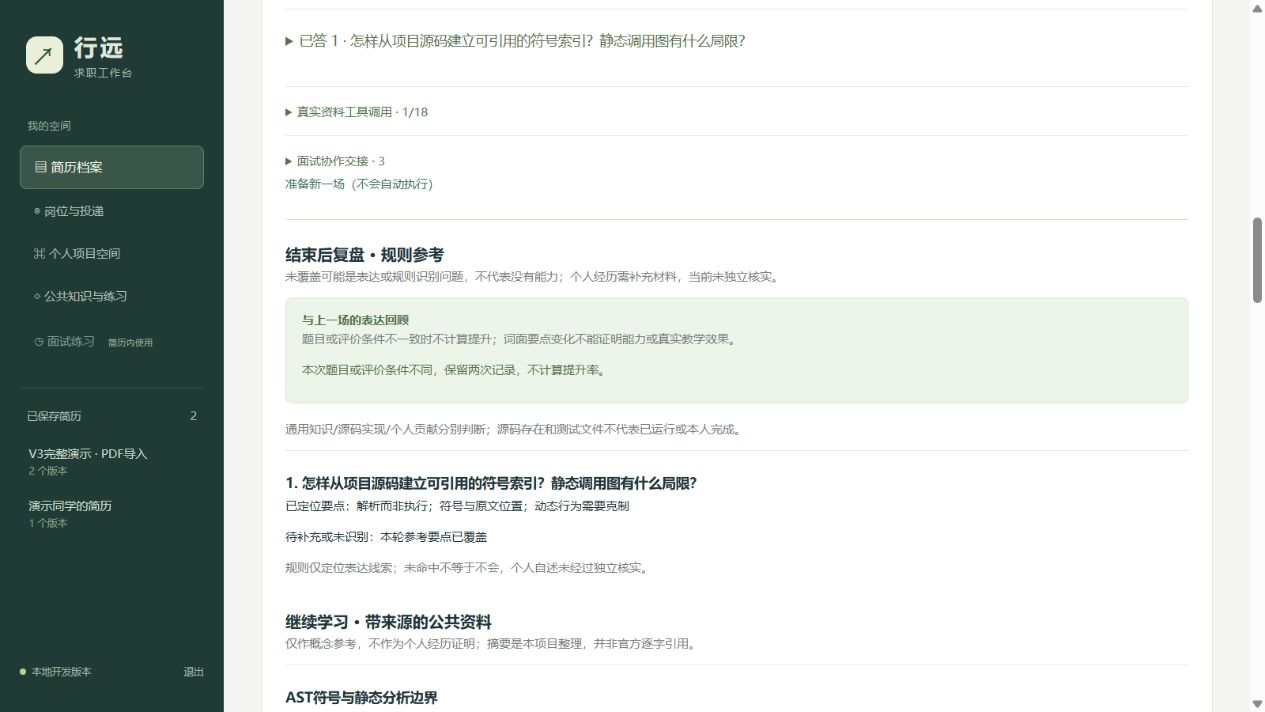 行远
求职工作台
我的空间
简历档案
岗位与投递
个人项目空间
公共知识与练习
面试练习 简历内使用
已保存简历 2
V3完整演示 · PDF导入
2 个版本
演示同学的简历
1 个版本
本地开发版本 退出
已答 1 · 怎样从项目源码建立可引用的符号索引？静态调用图有什么局限？
真实资料工具调用 · 1/18
面试协作交接 · 3
准备新一场（不会自动执行）
结束后复盘 · 规则参考
未覆盖可能是表达或规则识别问题，不代表没有能力；个人经历需补充材料，当前未独立核实。
与上一场的表达回顾
题目或评价条件不一致时不计算提升；词面要点变化不能证明能力或真实教学效果。
本次题目或评价条件不同，保留两次记录，不计算提升率。
通用知识/源码实现/个人贡献分别判断；源码存在和测试文件不代表已运行或本人完成。
1. 怎样从项目源码建立可引用的符号索引？静态调用图有什么局限？
已定位要点：解析而非执行；符号与原文位置；动态行为需要克制
待补充或未识别：本轮参考要点已覆盖
规则仅定位表达线索；未命中不等于不会，个人自述未经过独立核实。
继续学习 · 带来源的公共资料
仅作概念参考，不作为个人经历证明；摘要是本项目整理，并非官方逐字引用。
AST符号与静态分析边界